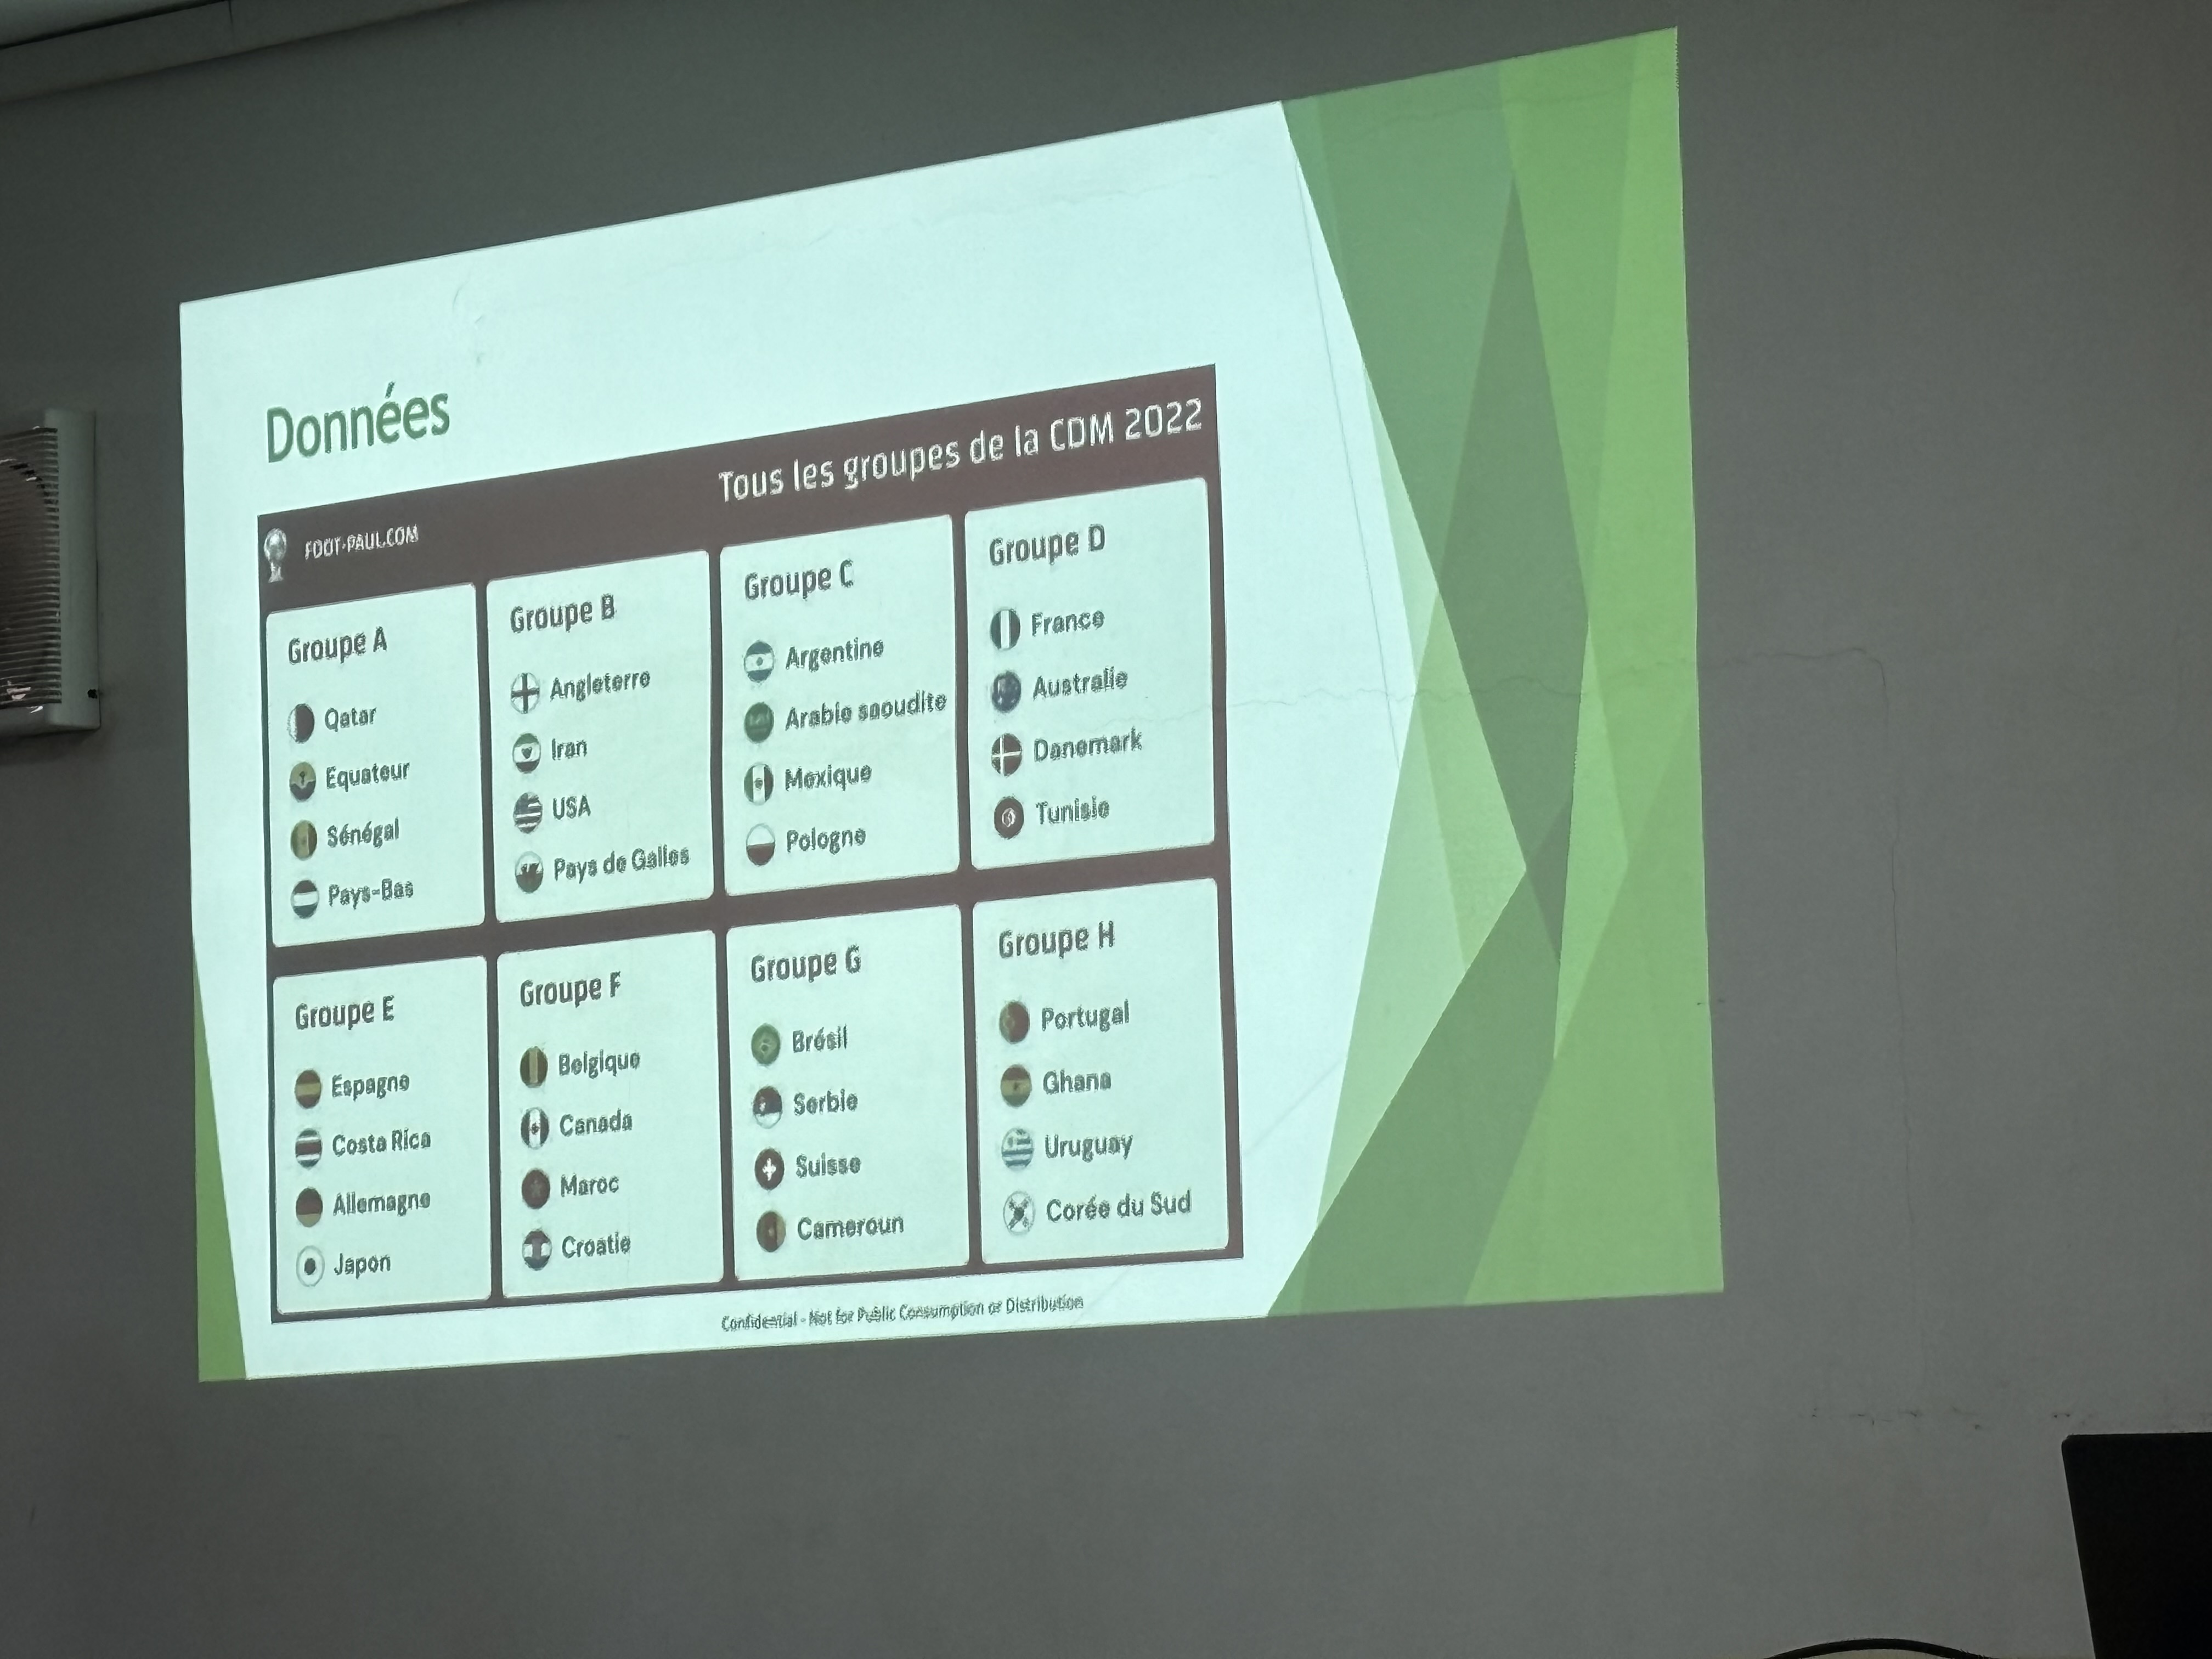 Données
FOOT-PAUL.COM
Tous les groupes de la CDM 2022
Groupe A
Qatar
Equateur
Sénégal
Pays-Bas
Groupe B
Angleterre
Iran
USA
Pays de Galles
Groupe C
Argentine
Arabie saoudite
Mexique
Pologne
Groupe D
France
Australie
Danemark
Tunisie
Groupe E
Espagne
Costa Rica
Allemagne
Japon
Groupe F
Belgique
Canada
Maroc
Croatie
Groupe G
Brésil
Serbie
Suisse
Cameroun
Groupe H
Portugal
Ghana
Uruguay
Corée du Sud
Confidential - Not for Public Consumption or Distribution